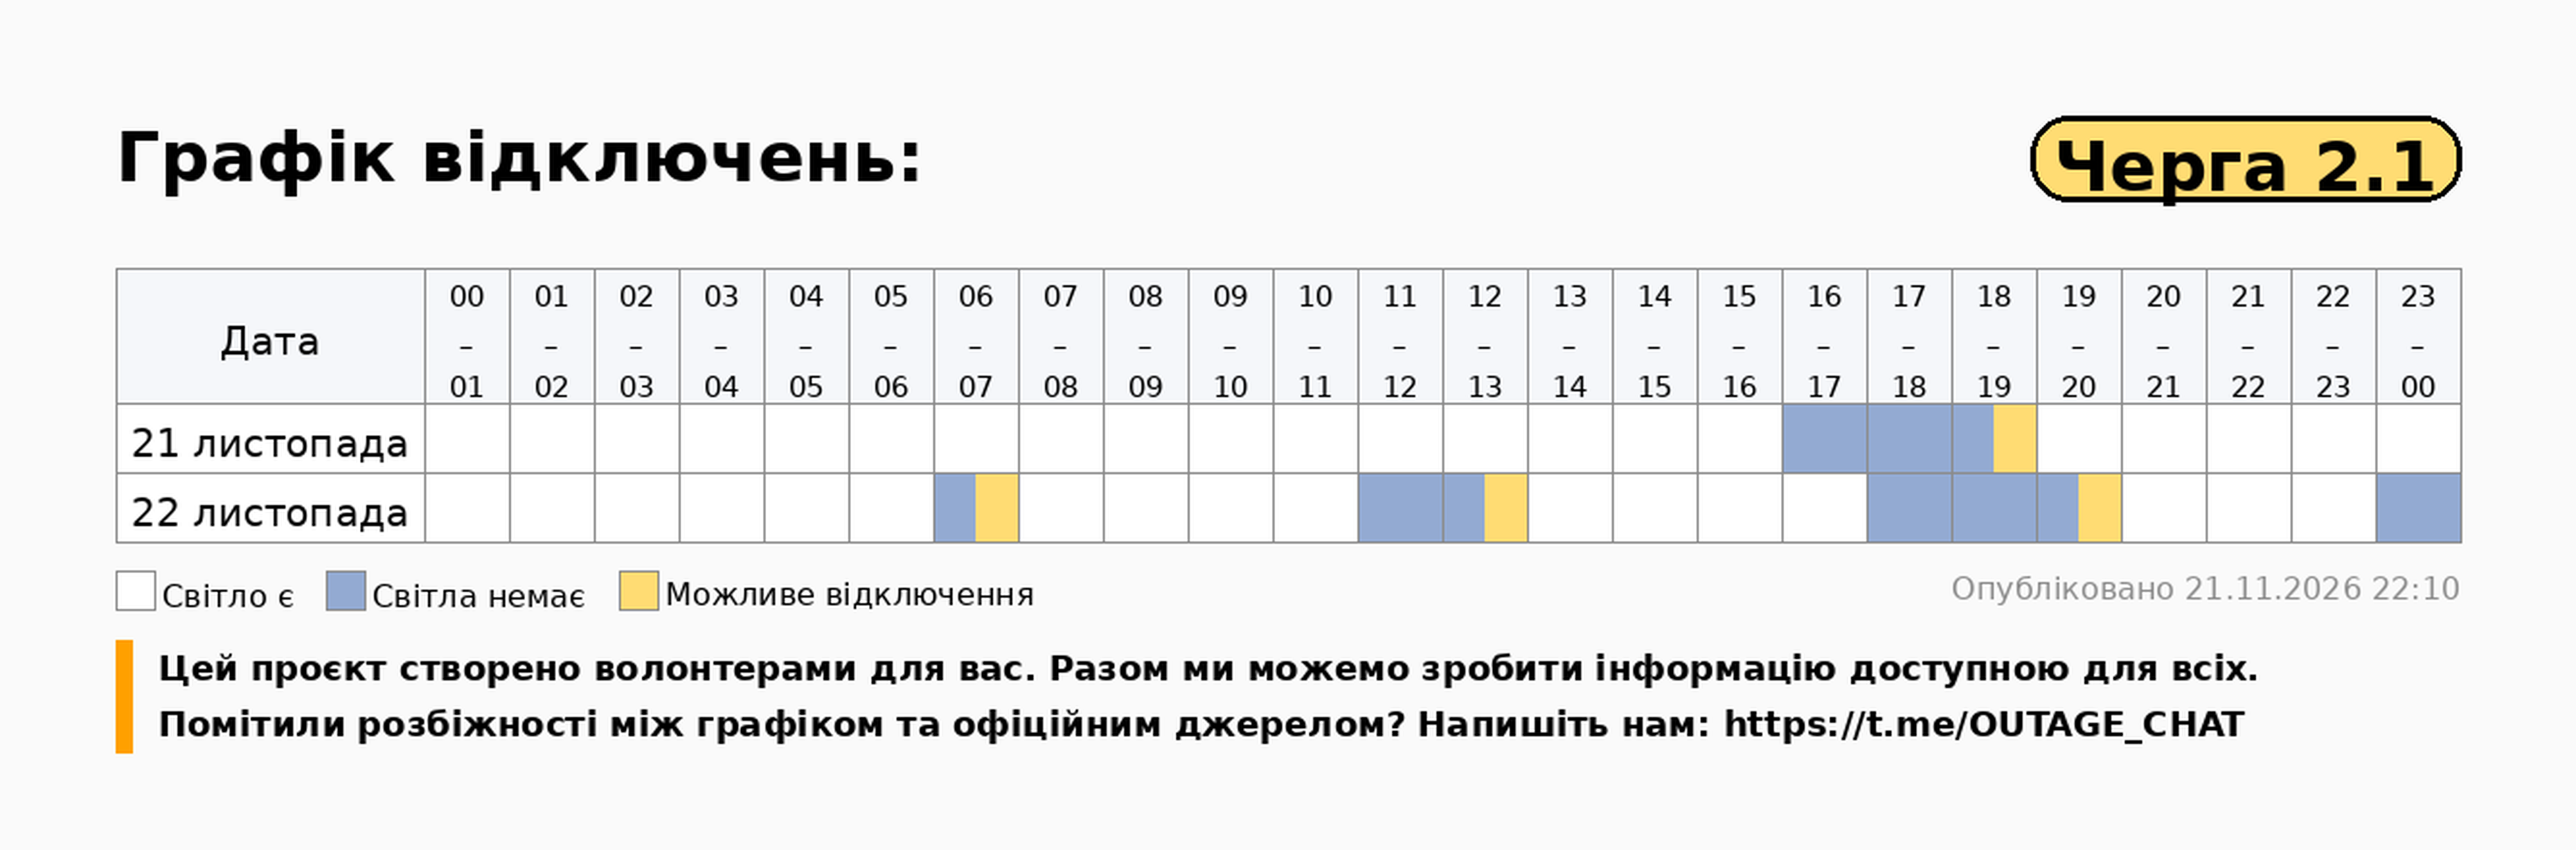 Графік відключень:
Черга 2.1
Дата
00 – 01
01 – 02
02 – 03
03 – 04
04 – 05
05 – 06
06 – 07
07 – 08
08 – 09
09 – 10
10 – 11
11 – 12
12 – 13
13 – 14
14 – 15
15 – 16
16 – 17
17 – 18
18 – 19
19 – 20
20 – 21
21 – 22
22 – 23
23 – 00
21 листопада
22 листопада
Світло є
Світла немає
Можливе відключення
Опубліковано 21.11.2026 22:10
Цей проєкт створено волонтерами для вас. Разом ми можемо зробити інформацію доступною для всіх.
Помітили розбіжності між графіком та офіційним джерелом? Напишіть нам: https://t.me/OUTAGE_CHAT